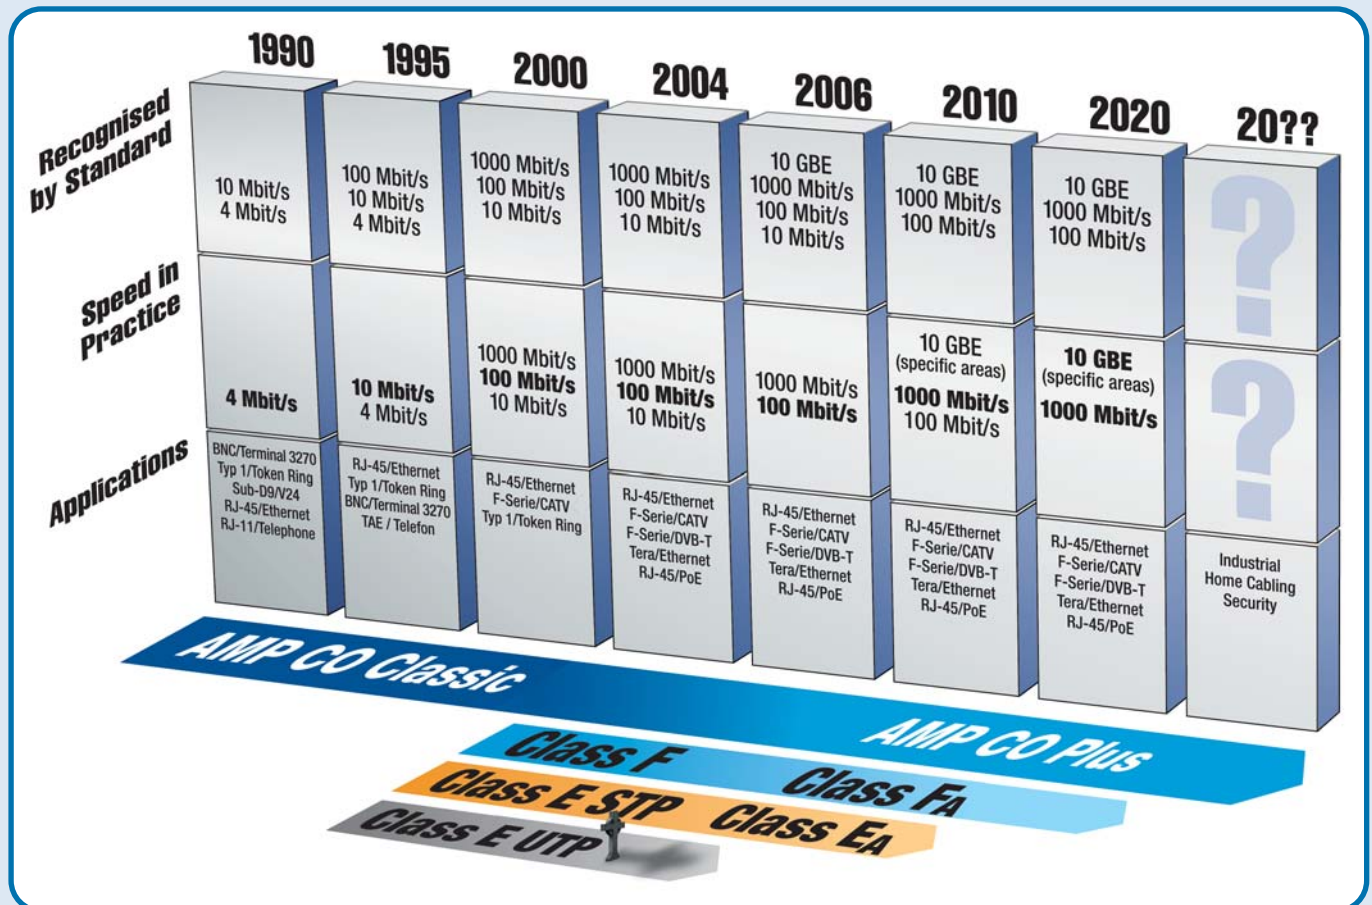 1990
1995
2000
2004
2006
2010
2020
20??
Recognised
by Standard
10 Mbit/s
4 Mbit/s
100 Mbit/s
10 Mbit/s
4 Mbit/s
1000 Mbit/s
100 Mbit/s
10 Mbit/s
1000 Mbit/s
100 Mbit/s
10 Mbit/s
10 GBE
1000 Mbit/s
100 Mbit/s
10 Mbit/s
10 GBE
1000 Mbit/s
100 Mbit/s
10 GBE
1000 Mbit/s
100 Mbit/s
?
Speed in
Practice
4 Mbit/s
10 Mbit/s
4 Mbit/s
1000 Mbit/s
100 Mbit/s
10 Mbit/s
1000 Mbit/s
100 Mbit/s
10 Mbit/s
1000 Mbit/s
100 Mbit/s
10 GBE
(specific areas)
1000 Mbit/s
100 Mbit/s
10 GBE
(specific areas)
1000 Mbit/s
?
Applications
BNC/Terminal 3270
Typ 1/Token Ring
Sub-D9/V24
RJ-45/Ethernet
RJ-11/Telephone
RJ-45/Ethernet
Typ 1/Token Ring
BNC/Terminal 3270
TAE / Telefon
RJ-45/Ethernet
F-Serie/CATV
Typ 1/Token Ring
RJ-45/Ethernet
F-Serie/CATV
F-Serie/DVB-T
Tera/Ethernet
RJ-45/PoE
RJ-45/Ethernet
F-Serie/CATV
F-Serie/DVB-T
Tera/Ethernet
RJ-45/PoE
RJ-45/Ethernet
F-Serie/CATV
F-Serie/DVB-T
Tera/Ethernet
RJ-45/PoE
RJ-45/Ethernet
F-Serie/CATV
F-Serie/DVB-T
Tera/Ethernet
RJ-45/PoE
Industrial
Home Cabling
Security
AMP CO Classic
AMP CO Plus
Class F
Class FA
Class E STP
Class EA
Class E UTP